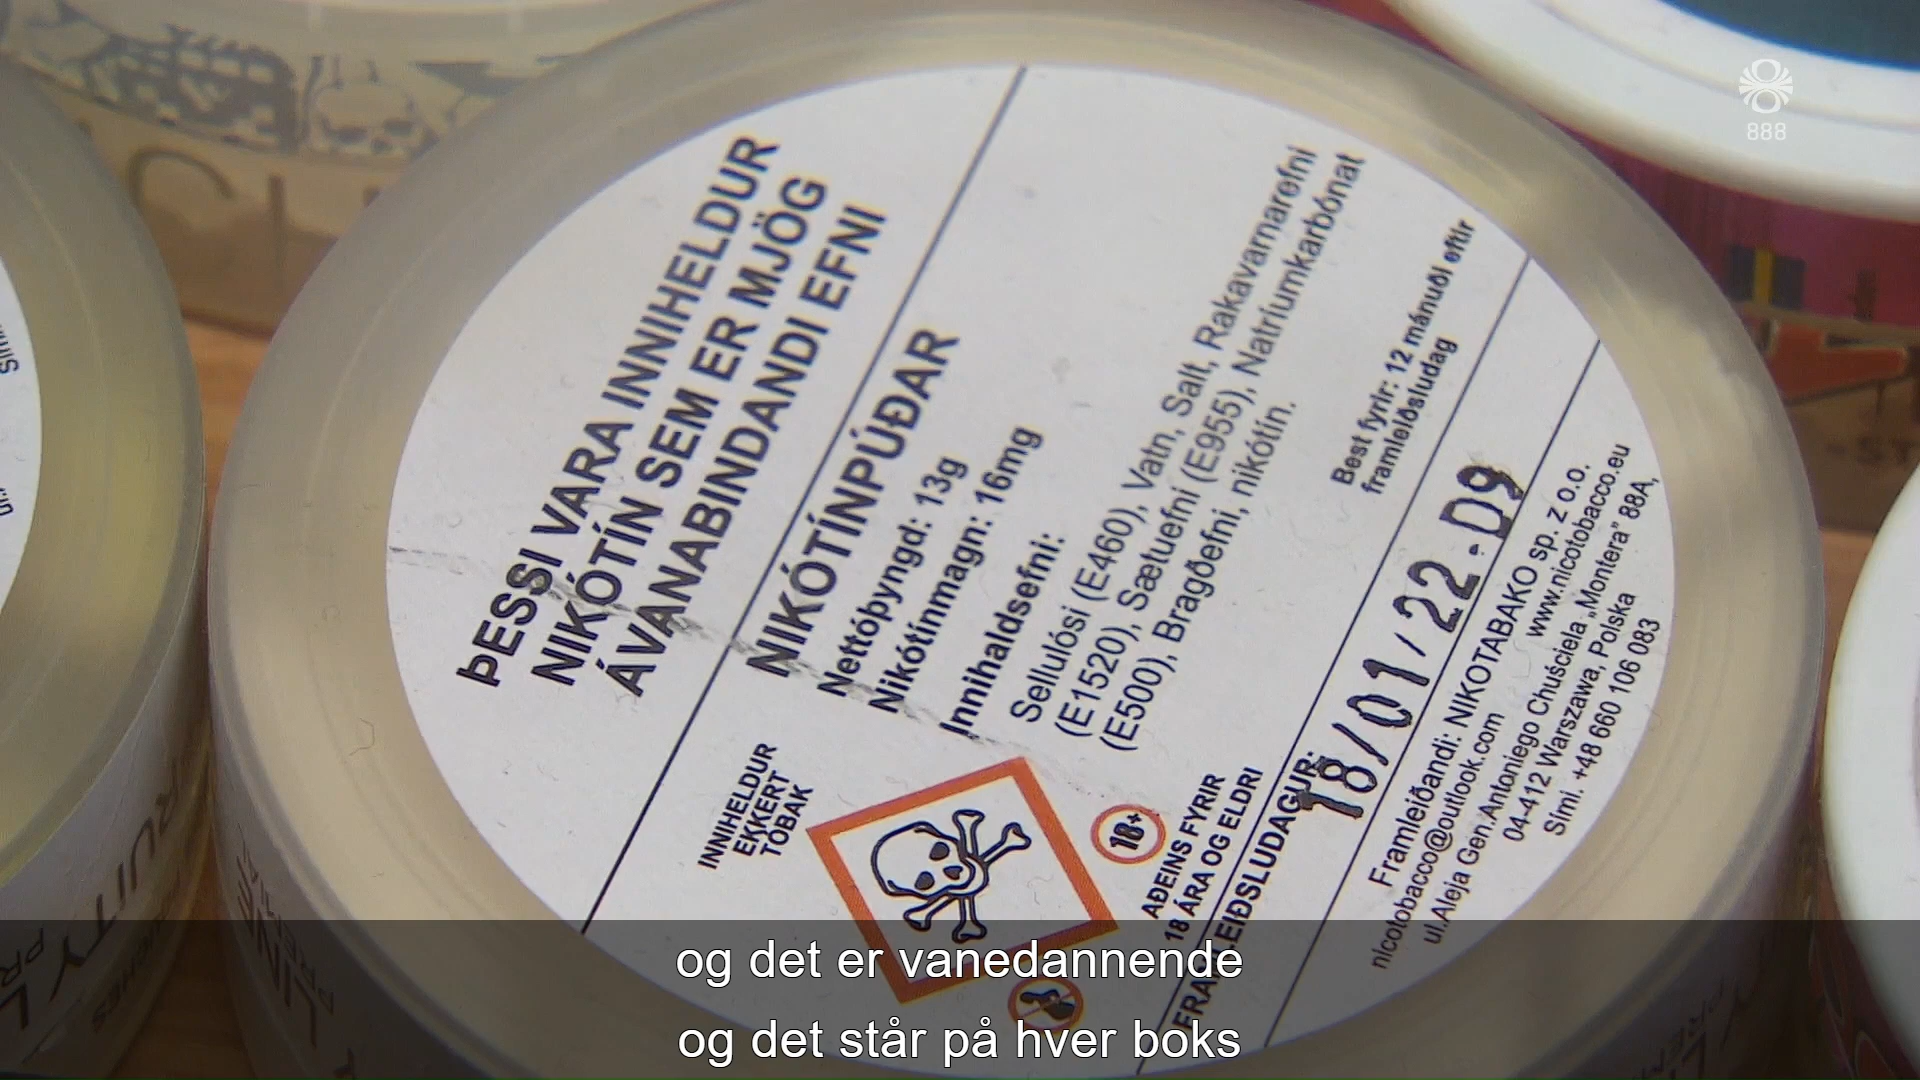 888
ÞESSI VARA INNIHELDUR
NIKÓTÍN SEM ER MJÖG
ÁVANABINDANDI EFNI
NIKÓTÍNPÚÐAR
Nettóþyngd: 13g
Nikótínmagn: 16mg
Innihaldsefni:
Sellulósi (E460), Vatn, Salt, Rakavarnarefni
(E1520), Sætuefni (E955), Natríumkarbónat
(E500), Bragðefni, nikótín.
Best fyrir: 12 mánuði eftir
framleiðsludag
INNIHELDUR
EKKERT
TÓBAK
18+
AÐEINS FYRIR
18 ÁRA OG ELDRI
FRAMLEIÐSLUDAGUR:
18/01/22.D9
Framleiðandi: NIKOTABAKO sp. z o.o.
nicotobacco@outlook.com www.nicotobacco.eu
ul.Aleja Gen.Antoniego Chuściela „Montera” 88A,
04-412 Warszawa, Polska
Sími. +48 660 106 083
og det er vanedannende
og det står på hver boks